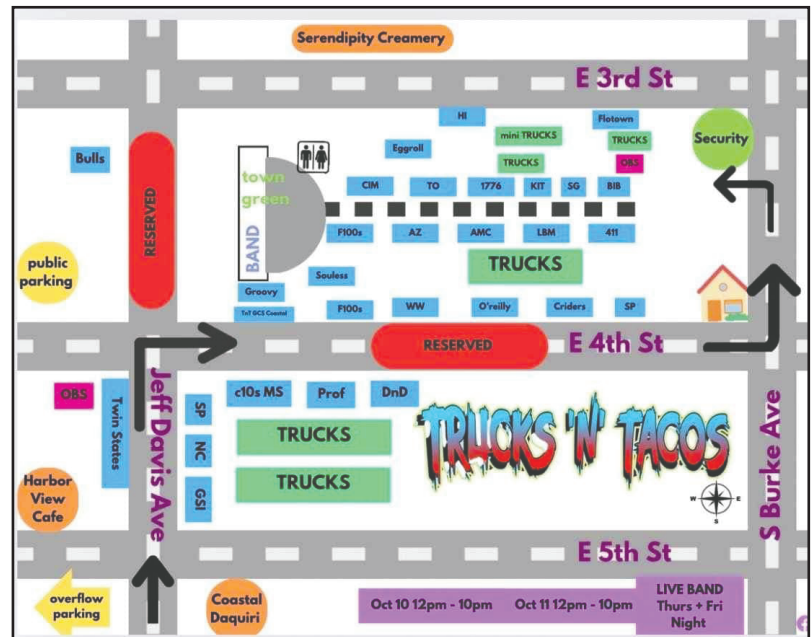 Serendipity Creamery
E 3rd St
HI
Flotown
mini TRUCKS
TRUCKS
Security
Bulls
Eggroll
TRUCKS
OBS
town
green
CIM
TO
1776
KIT
SG
BIB
RESERVED
BAND
F100s
AZ
AMC
LBM
411
public
parking
Souless
TRUCKS
Groovy
TnT GCS Coastal
F100s
WW
O'reilly
Criders
SP
RESERVED
E 4th St
Jeff Davis Ave
OBS
Twin States
SP
NC
GSI
c10s MS
Prof
DnD
TRUCKS
TRUCKS
TRUCKS 'N' TACOS
N
W
E
S
S Burke Ave
Harbor
View
Cafe
E 5th St
overflow
parking
Coastal
Daquiri
Oct 10 12pm - 10pm
Oct 11 12pm - 10pm
LIVE BAND
Thurs + Fri
Night